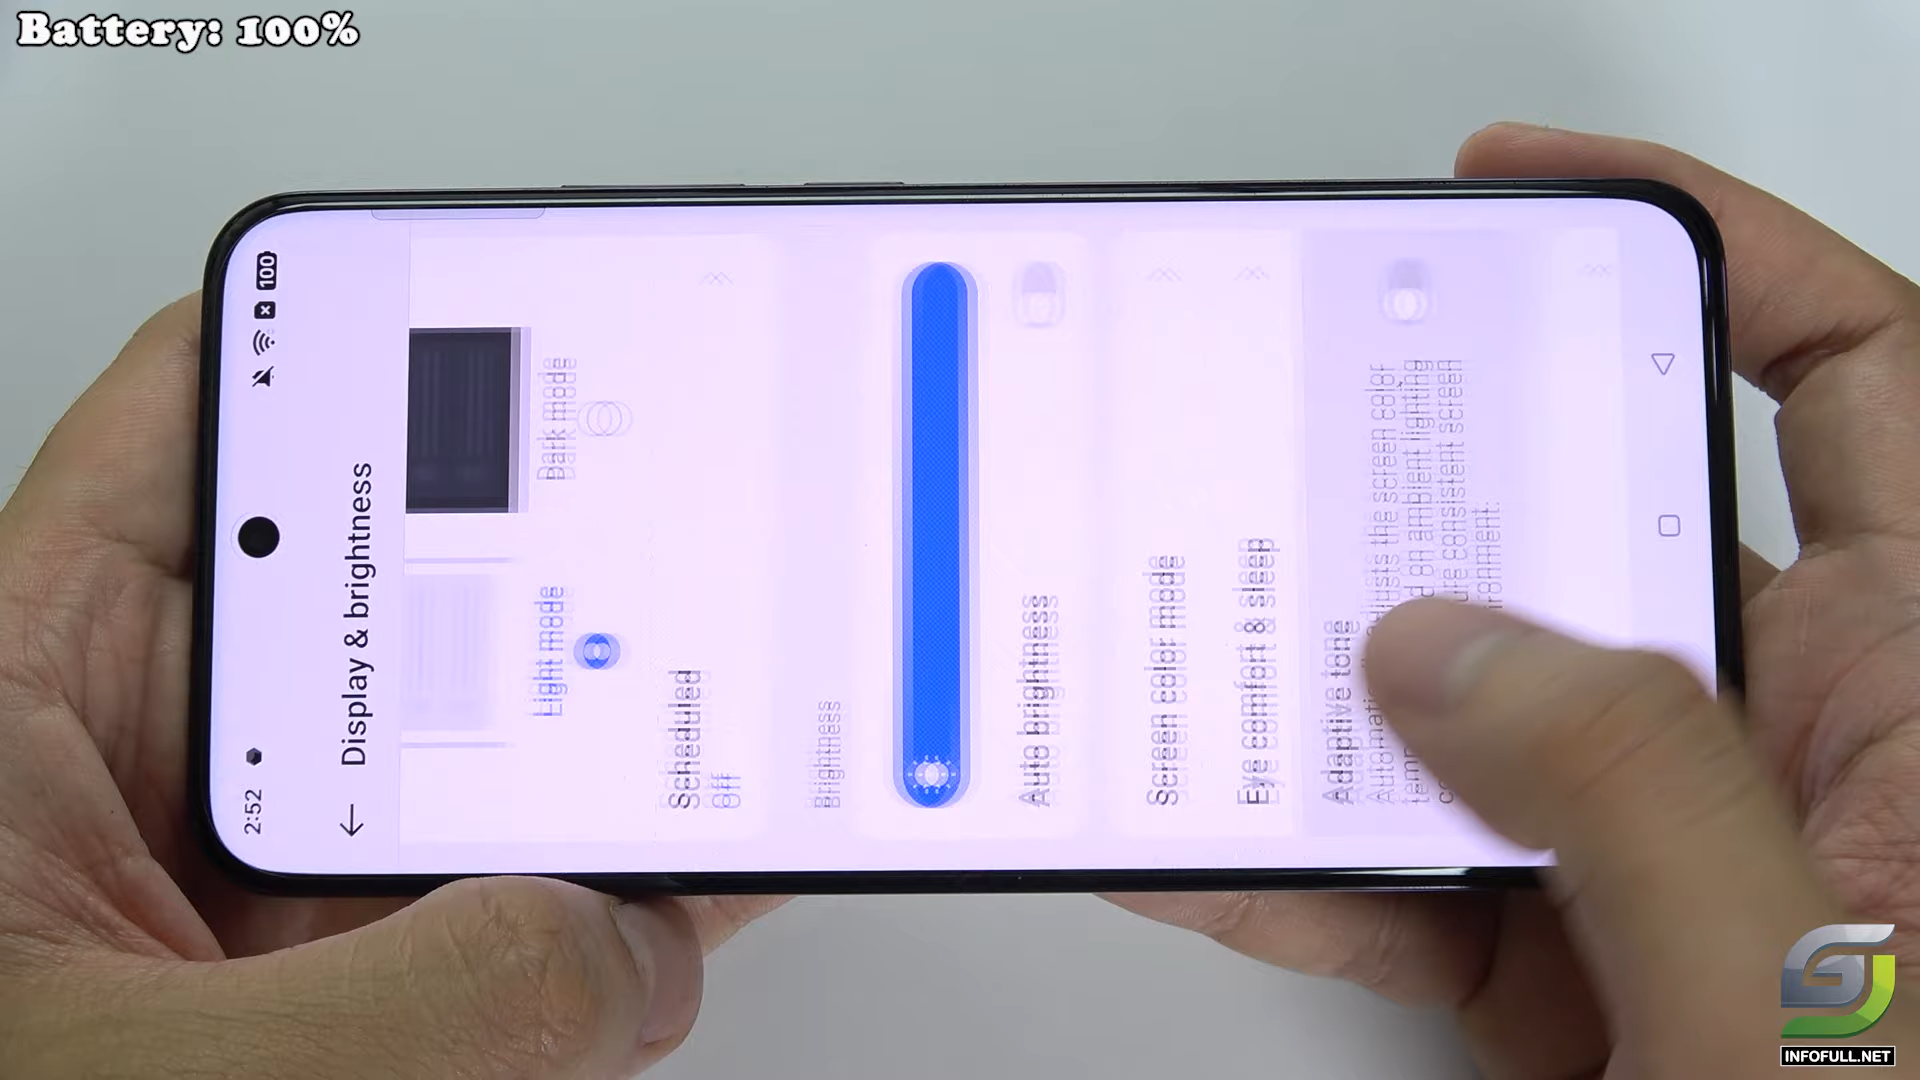 Battery: 100%
2:52
100
Display & brightness
Light mode
Dark mode
Scheduled
Off
Brightness
Auto brightness
Screen color mode
Eye comfort & sleep
Adaptive tone
adjusts the screen color
on ambient lighting
consistent screen
INFOFULL.NET